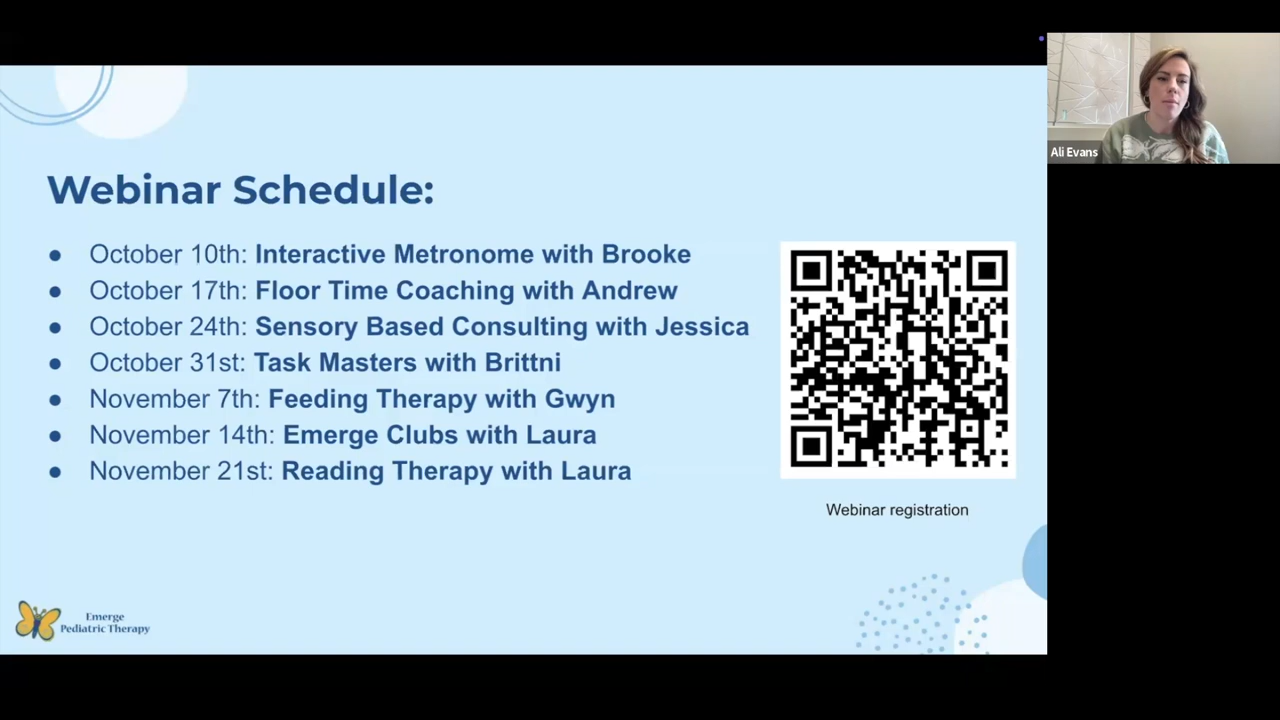 Webinar Schedule:
● October 10th: Interactive Metronome with Brooke
● October 17th: Floor Time Coaching with Andrew
● October 24th: Sensory Based Consulting with Jessica
● October 31st: Task Masters with Brittni
● November 7th: Feeding Therapy with Gwyn
● November 14th: Emerge Clubs with Laura
● November 21st: Reading Therapy with Laura
Webinar registration
Emerge
Pediatric Therapy
Ali Evans